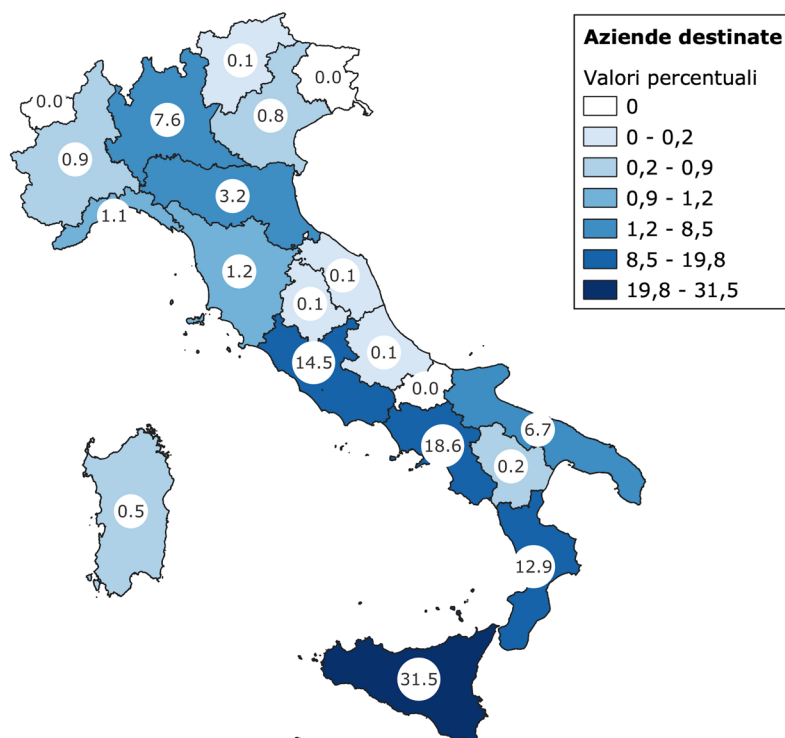 Aziende destinate
Valori percentuali
0
0 - 0,2
0,2 - 0,9
0,9 - 1,2
1,2 - 8,5
8,5 - 19,8
19,8 - 31,5
0.1
0.0
0.0
7.6
0.8
0.9
3.2
1.1
1.2
0.1
0.1
14.5
0.1
0.0
6.7
18.6
0.2
0.5
12.9
31.5